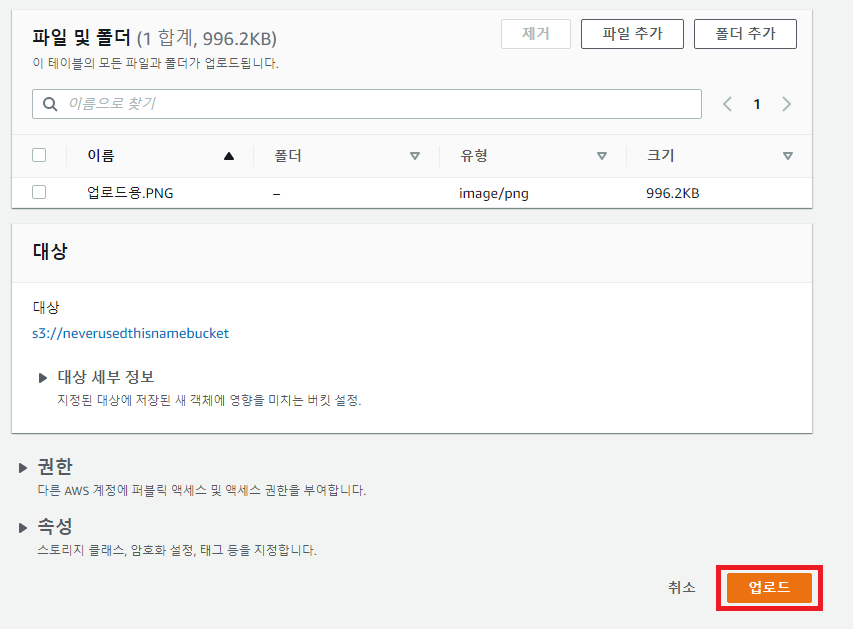 파일 및 폴더 (1 합계, 996.2KB)
제거
파일 추가
폴더 추가
이 테이블의 모든 파일과 폴더가 업로드됩니다.
이름으로 찾기
1
이름 폴더 유형 크기
업로드용.PNG – image/png 996.2KB
대상
대상
s3://neverusedthisnamebucket
대상 세부 정보
지정된 대상에 저장된 새 객체에 영향을 미치는 버킷 설정.
권한
다른 AWS 계정에 퍼블릭 액세스 및 액세스 권한을 부여합니다.
속성
스토리지 클래스, 암호화 설정, 태그 등을 지정합니다.
취소
업로드